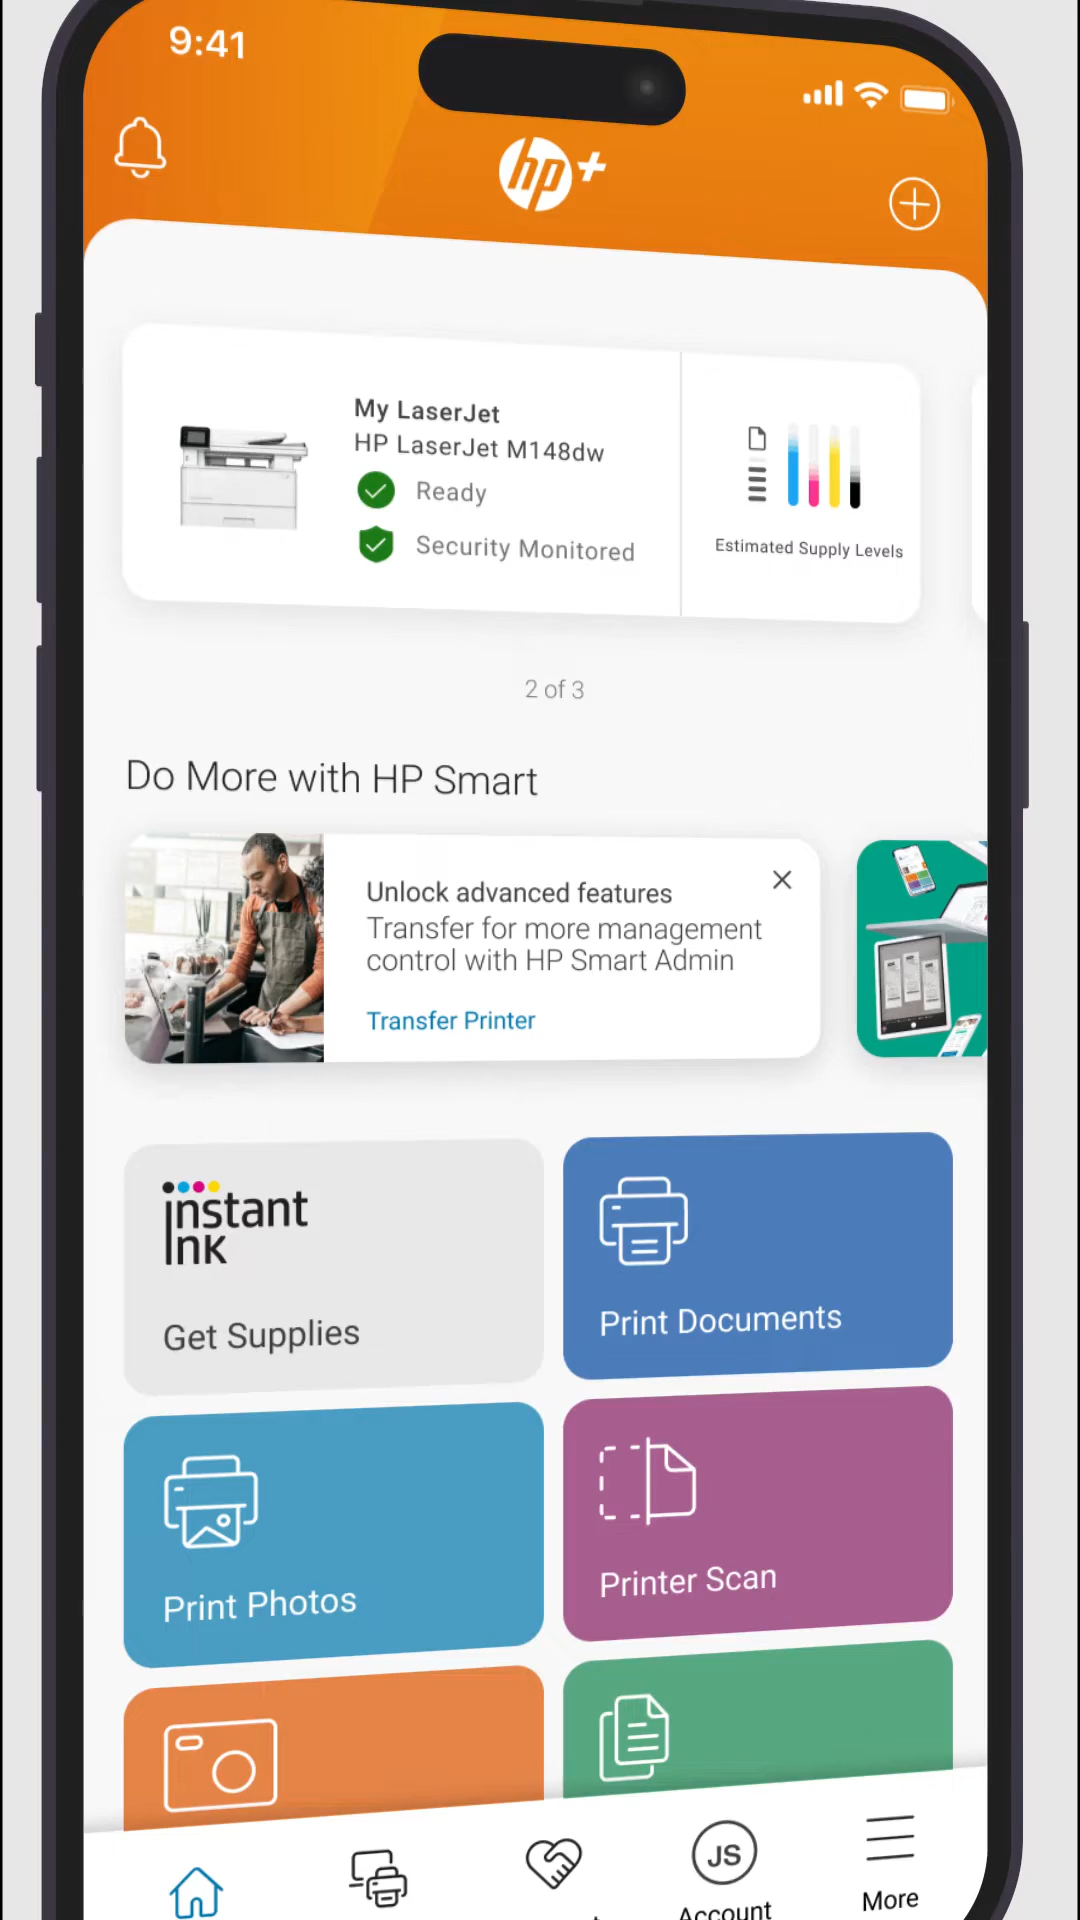 9:41
hp+
My LaserJet
HP LaserJet M148dw
Ready
Security Monitored
Estimated Supply Levels
2 of 3
Do More with HP Smart
Unlock advanced features
Transfer for more management
control with HP Smart Admin
Transfer Printer
instant
ink
Get Supplies
Print Documents
Print Photos
Printer Scan
JS
Account
More